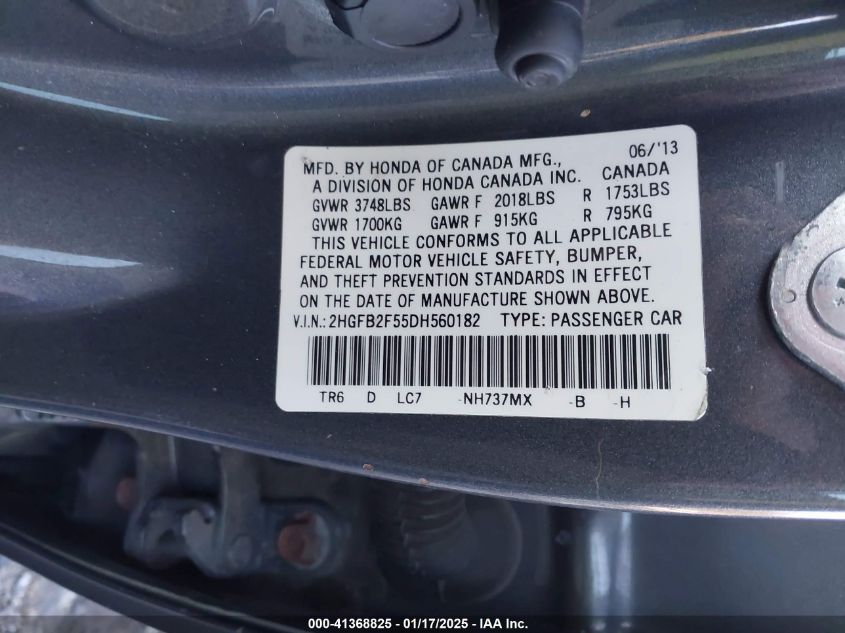 06/'13
MFD. BY HONDA OF CANADA MFG., CANADA
A DIVISION OF HONDA CANADA INC.
GVWR 3748LBS GAWR F 2018LBS R 1753LBS
GVWR 1700KG GAWR F 915KG R 795KG
THIS VEHICLE CONFORMS TO ALL APPLICABLE
FEDERAL MOTOR VEHICLE SAFETY, BUMPER,
AND THEFT PREVENTION STANDARDS IN EFFECT
ON THE DATE OF MANUFACTURE SHOWN ABOVE.
V.I.N.: 2HGFB2F55DH560182 TYPE: PASSENGER CAR
TR6 D LC7 -NH737MX -B -H
000-41368825 - 01/17/2025 - IAA Inc.